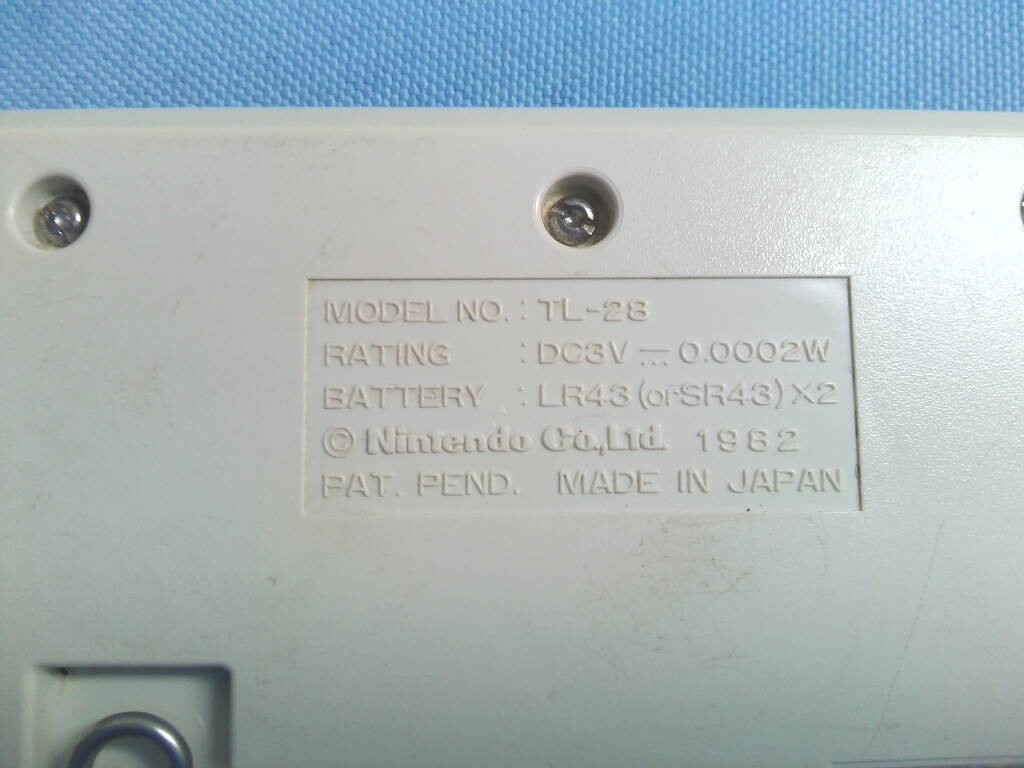 MODEL NO. : TL-28
RATING : DC3V ⎓ 0.0002W
BATTERY : LR43 (or SR43) X2
© Nintendo Co,Ltd. 1982
PAT. PEND. MADE IN JAPAN